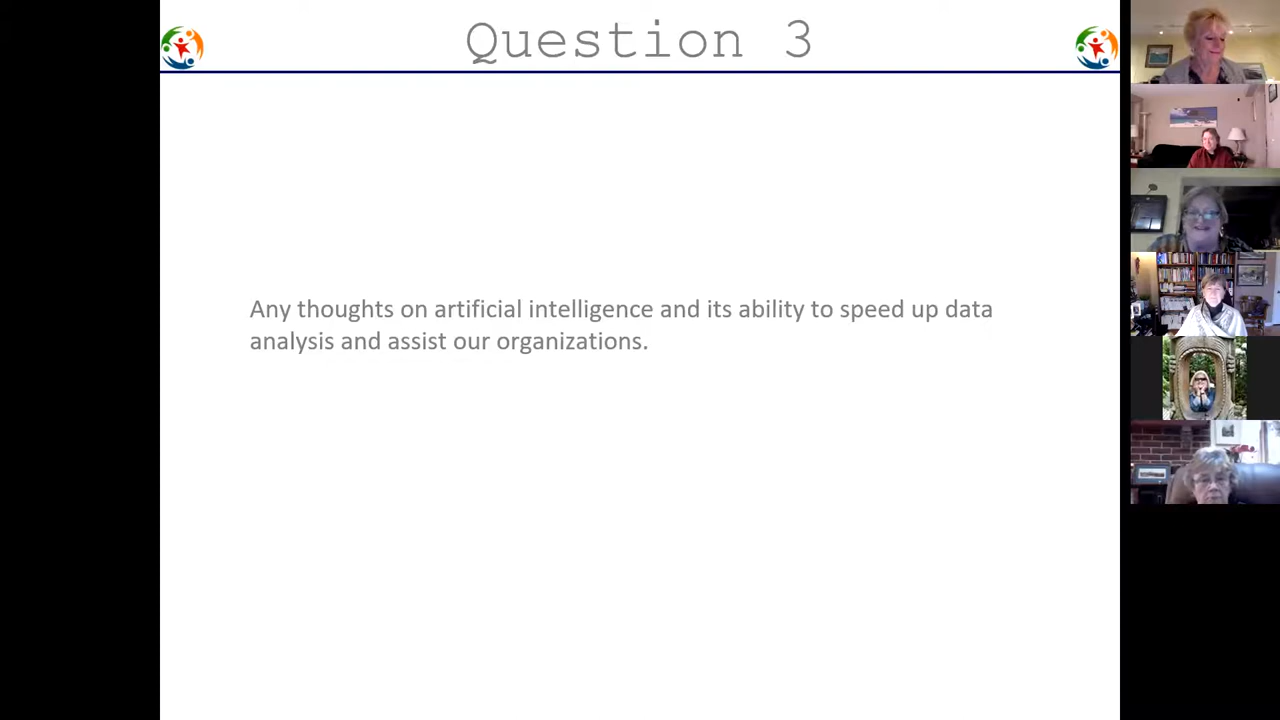 Question 3
Any thoughts on artificial intelligence and its ability to speed up data
analysis and assist our organizations.